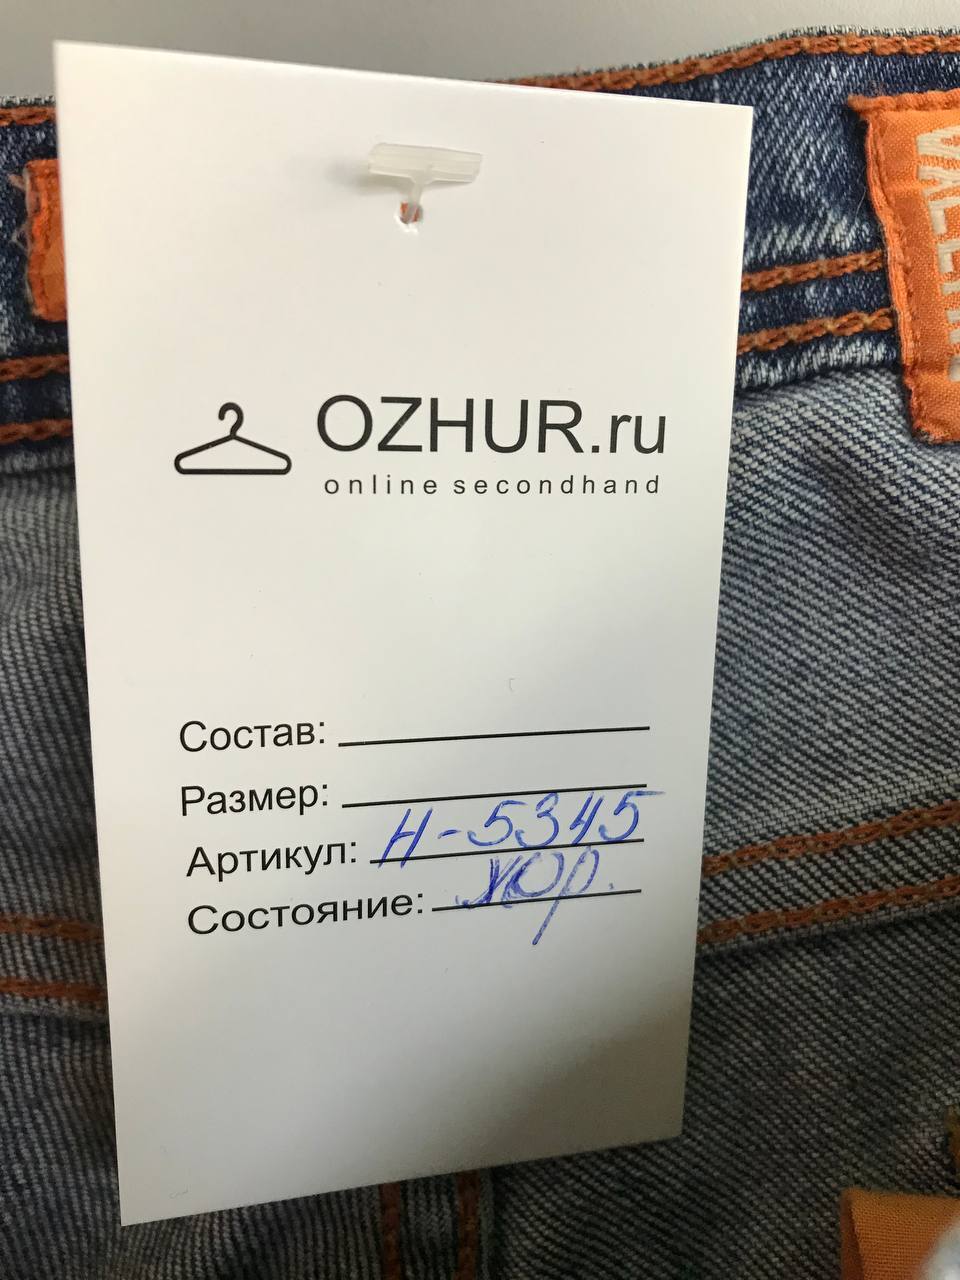 OZHUR.ru
online secondhand
Состав:
Размер:
Артикул: Н-5345
Состояние: хор.